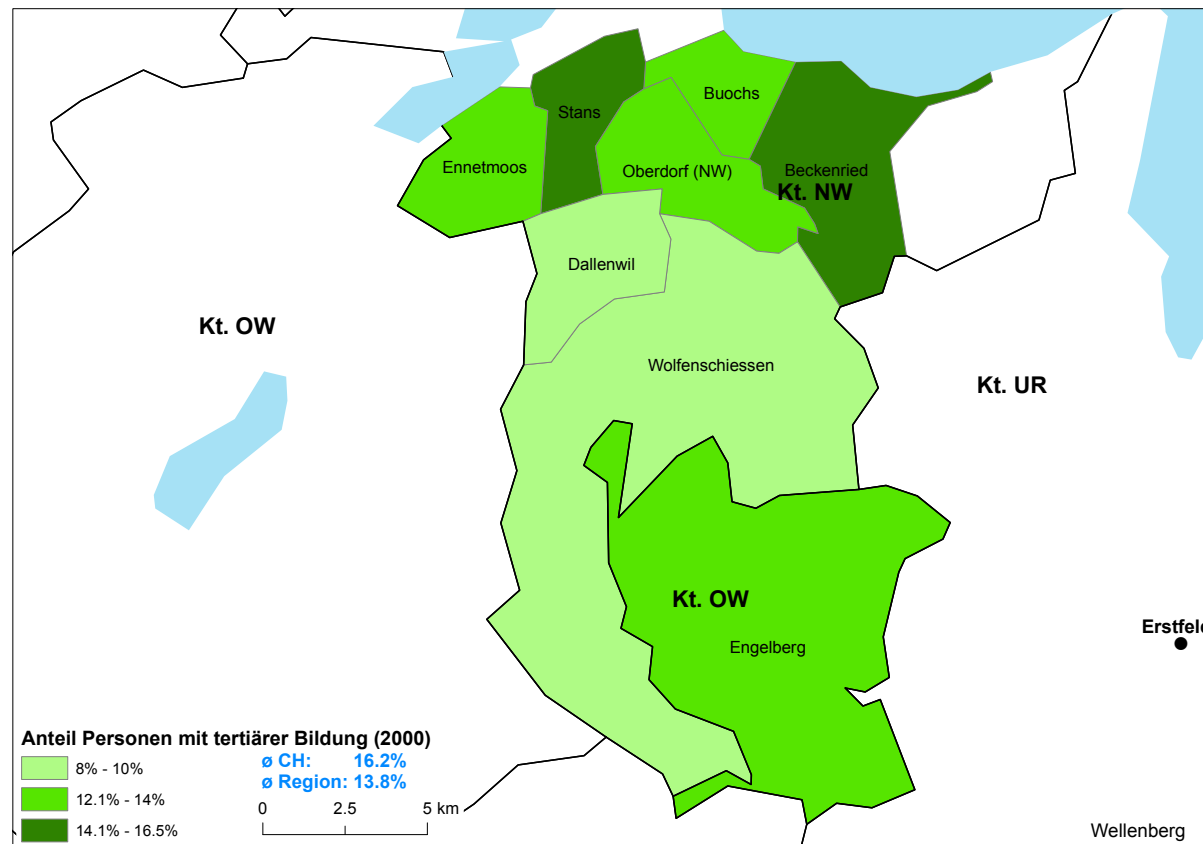 Buochs
Stans
Ennetmoos
Oberdorf (NW)
Beckenried
Kt. NW
Dallenwil
Kt. OW
Wolfenschiessen
Kt. UR
Kt. OW
Engelberg
Erstfeld
Anteil Personen mit tertiärer Bildung (2000)
8% - 10%
12.1% - 14%
14.1% - 16.5%
ø CH: 16.2%
ø Region: 13.8%
0 2.5 5 km
Wellenberg